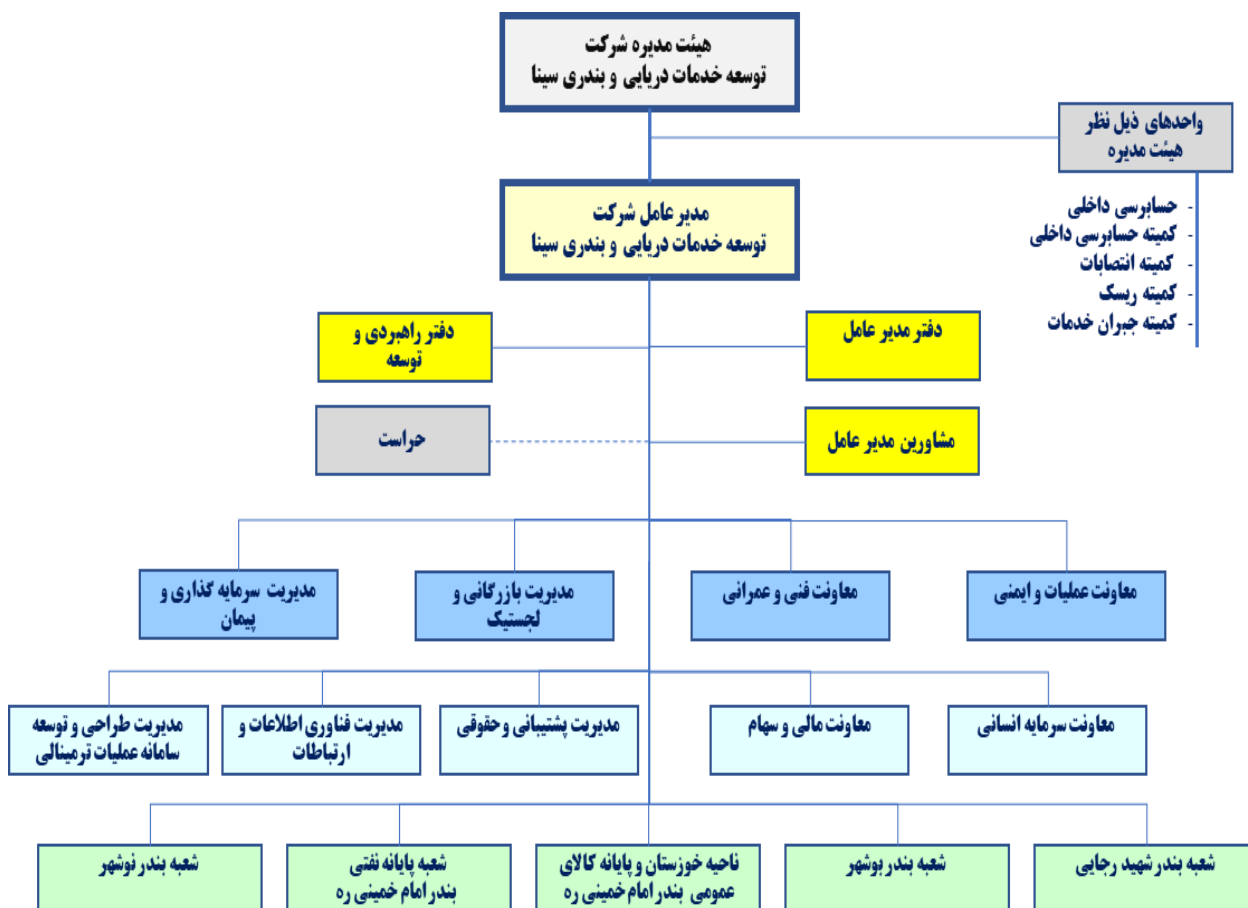 هیئت مدیره شرکت
توسعه خدمات دریایی و بندری سینا
واحدهای ذیل نظر
هیئت مدیره
- حسابرسی داخلی
- کمیته حسابرسی داخلی
- کمیته انتصابات
- کمیته ریسک
- کمیته جبران خدمات
مدیر عامل شرکت
توسعه خدمات دریایی و بندری سینا
دفتر مدیر عامل
دفتر راهبردی و
توسعه
مشاورین مدیر عامل
حراست
معاونت عملیات و ایمنی
معاونت فنی و عمرانی
مدیریت بازرگانی و
لجستیک
مدیریت سرمایه گذاری و
پیمان
معاونت سرمایه انسانی
معاونت مالی و سهام
مدیریت پشتیبانی و حقوقی
مدیریت فناوری اطلاعات و
ارتباطات
مدیریت طراحی و توسعه
سامانه عملیات ترمینالی
شعبه بندر شهید رجایی
شعبه بندر بوشهر
ناحیه خوزستان و پایانه کالای
عمومی بندر امام خمینی ره
شعبه پایانه نفتی
بندر امام خمینی ره
شعبه بندر نوشهر